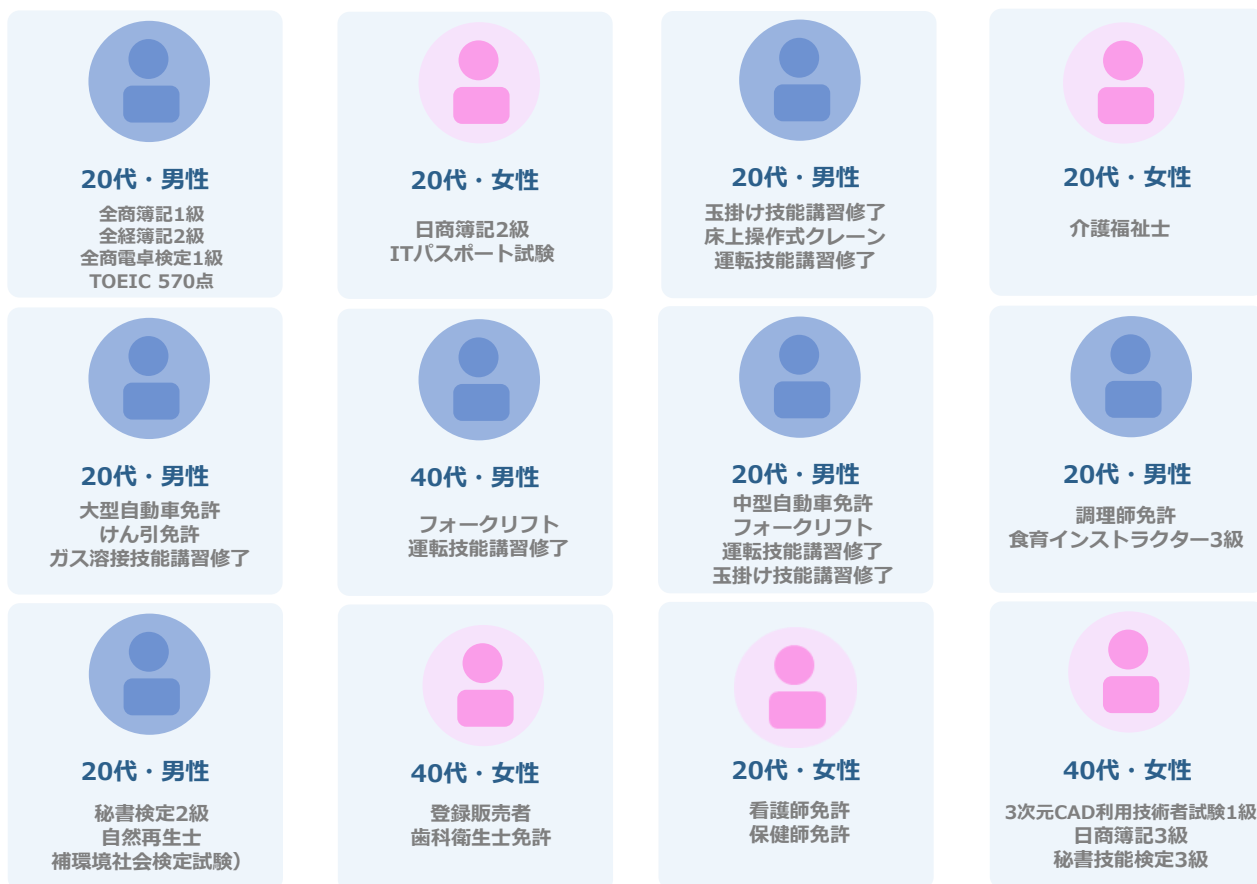 20代・男性
全商簿記1級
全経簿記2級
全商電卓検定1級
TOEIC 570点
20代・女性
日商簿記2級
ITパスポート試験
20代・男性
玉掛け技能講習修了
床上操作式クレーン
運転技能講習修了
20代・女性
介護福祉士
20代・男性
大型自動車免許
けん引免許
ガス溶接技能講習修了
40代・男性
フォークリフト
運転技能講習修了
20代・男性
中型自動車免許
フォークリフト
運転技能講習修了
玉掛け技能講習修了
20代・男性
調理師免許
食育インストラクター3級
20代・男性
秘書検定2級
自然再生士
補環境社会検定試験）
40代・女性
登録販売者
歯科衛生士免許
20代・女性
看護師免許
保健師免許
40代・女性
3次元CAD利用技術者試験1級
日商簿記3級
秘書技能検定3級